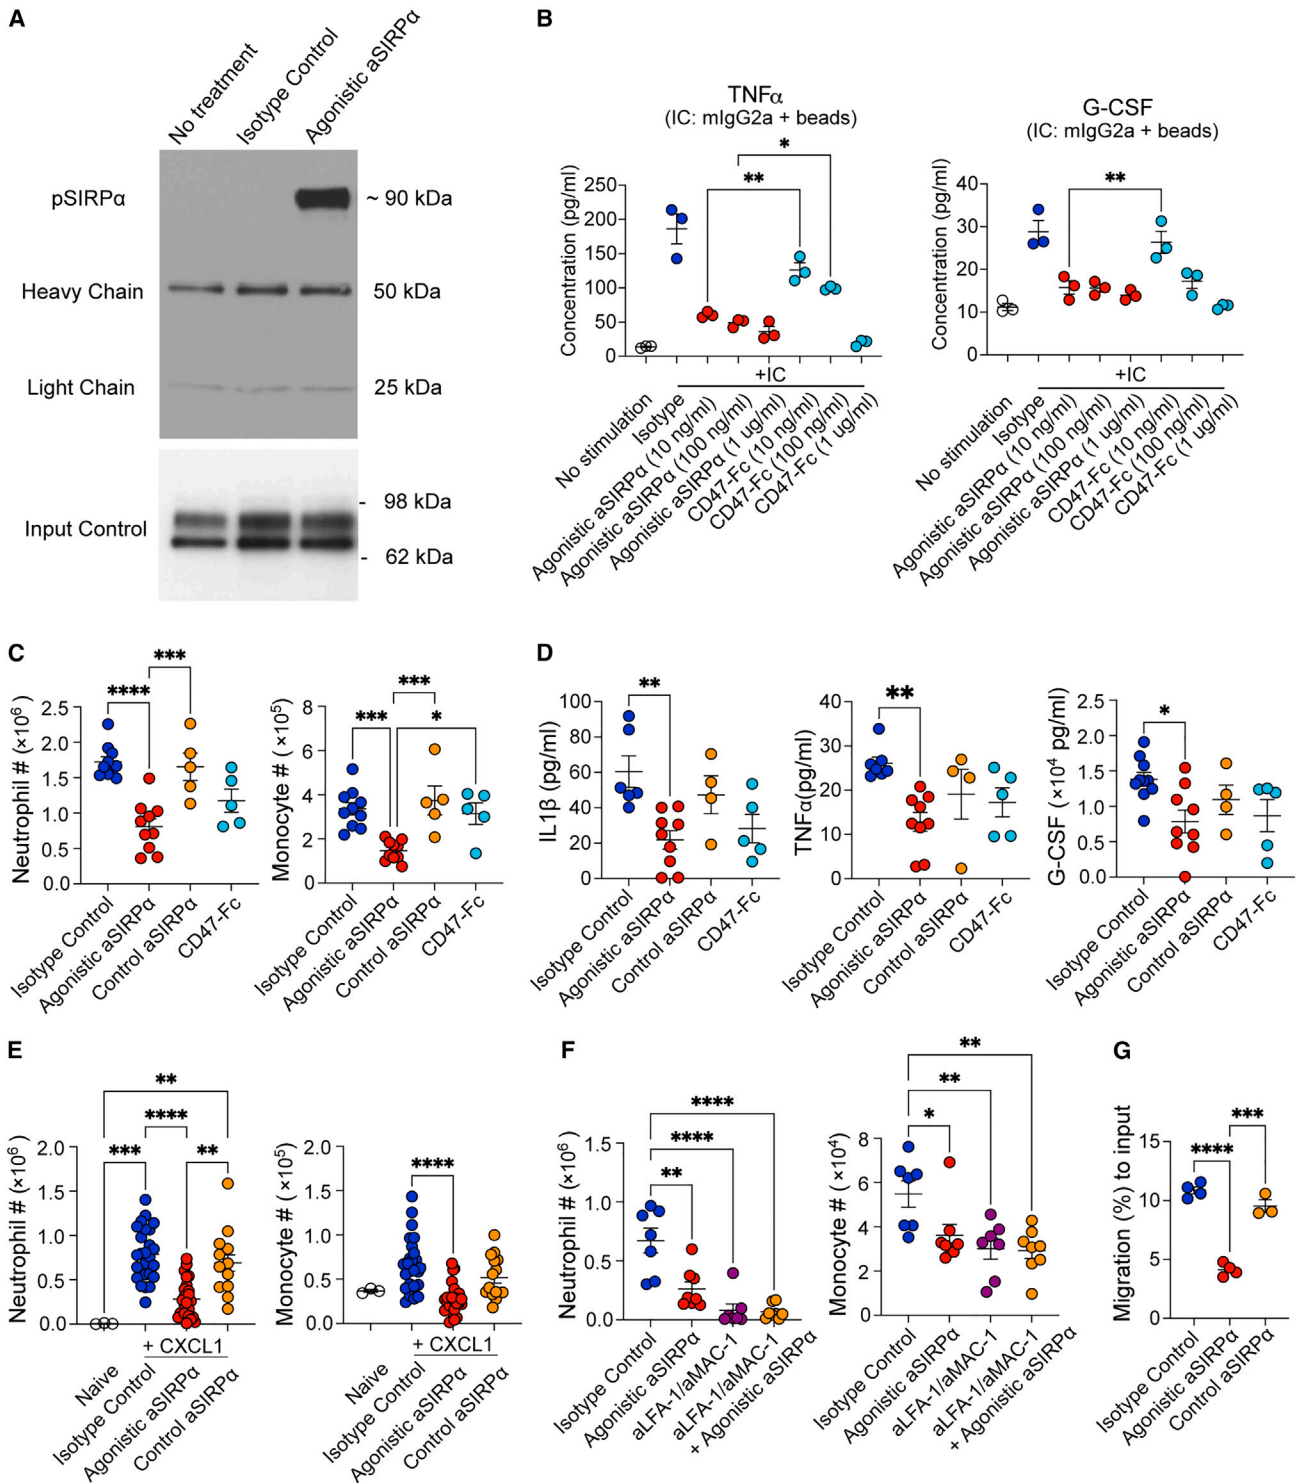 A
No treatment
Isotype Control
Agonistic aSIRPα
pSIRPα
~ 90 kDa
Heavy Chain
50 kDa
Light Chain
25 kDa
Input Control
- 98 kDa
- 62 kDa
B
TNFα
(IC: mIgG2a + beads)
Concentration (pg/ml)
250
200
150
100
50
0
**
*
+IC
No stimulation
Isotype
Agonistic aSIRPα (10 ng/ml)
Agonistic aSIRPα (100 ng/ml)
Agonistic aSIRPα (1 ug/ml)
CD47-Fc (10 ng/ml)
CD47-Fc (100 ng/ml)
CD47-Fc (1 ug/ml)
G-CSF
(IC: mIgG2a + beads)
Concentration (pg/ml)
40
30
20
10
0
**
+IC
No stimulation
Isotype
Agonistic aSIRPα (10 ng/ml)
Agonistic aSIRPα (100 ng/ml)
Agonistic aSIRPα (1 ug/ml)
CD47-Fc (10 ng/ml)
CD47-Fc (100 ng/ml)
CD47-Fc (1 ug/ml)
C
Neutrophil # (×10⁶)
2.5
2.0
1.5
1.0
0.5
0.0
****
***
Isotype Control
Agonistic aSIRPα
Control aSIRPα
CD47-Fc
Monocyte # (×10⁵)
8
6
4
2
0
***
***
*
Isotype Control
Agonistic aSIRPα
Control aSIRPα
CD47-Fc
D
IL1β (pg/ml)
100
80
60
40
20
0
**
Isotype Control
Agonistic aSIRPα
Control aSIRPα
CD47-Fc
TNFα(pg/ml)
40
30
20
10
0
**
Isotype Control
Agonistic aSIRPα
Control aSIRPα
CD47-Fc
G-CSF (×10⁴ pg/ml)
2.5
2.0
1.5
1.0
0.5
0.0
*
Isotype Control
Agonistic aSIRPα
Control aSIRPα
CD47-Fc
E
Neutrophil # (×10⁶)
2.0
1.5
1.0
0.5
0.0
**
****
***
**
+ CXCL1
Naive
Isotype Control
Agonistic aSIRPα
Control aSIRPα
Monocyte # (×10⁵)
2.0
1.5
1.0
0.5
0.0
****
+ CXCL1
Naive
Isotype Control
Agonistic aSIRPα
Control aSIRPα
F
Neutrophil # (×10⁶)
1.5
1.0
0.5
0.0
****
****
**
Isotype Control
Agonistic aSIRPα
aLFA-1/aMAC-1
aLFA-1/aMAC-1
+ Agonistic aSIRPα
Monocyte # (×10⁴)
8
6
4
2
0
**
**
*
Isotype Control
Agonistic aSIRPα
aLFA-1/aMAC-1
aLFA-1/aMAC-1
+ Agonistic aSIRPα
G
Migration (%) to input
15
10
5
0
****
***
Isotype Control
Agonistic aSIRPα
Control aSIRPα